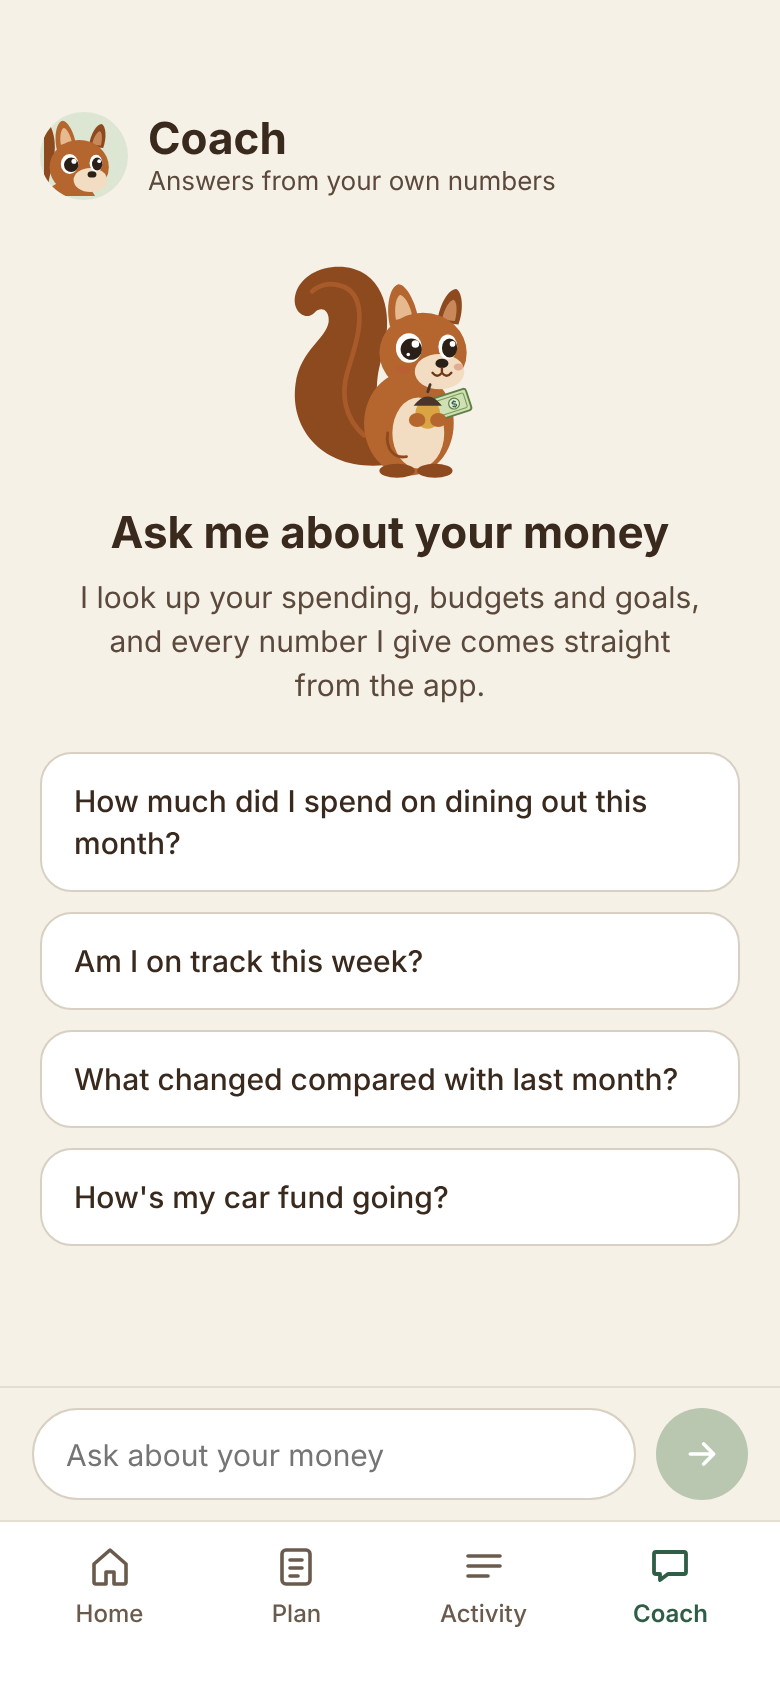 Coach
Answers from your own numbers
$
Ask me about your money
I look up your spending, budgets and goals,
and every number I give comes straight
from the app.
How much did I spend on dining out this
month?
Am I on track this week?
What changed compared with last month?
How's my car fund going?
Ask about your money
Home
Plan
Activity
Coach